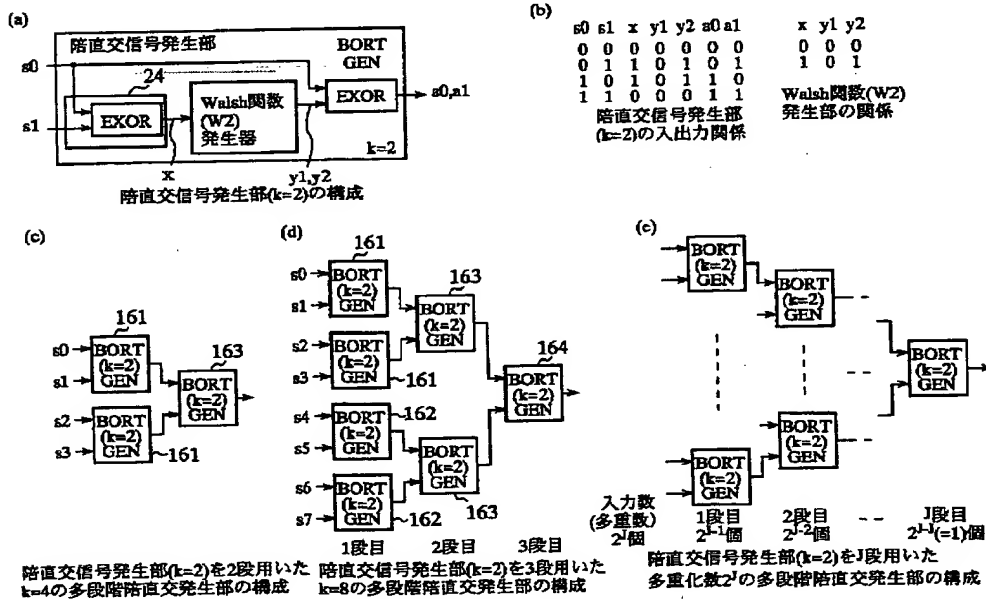 (a)
陪直交信号発生部
BORT
GEN
s0
24
EXOR
s1
Walsh関数
(W2)
発生器
EXOR
s0,a1
k=2
x
y1,y2
陪直交信号発生部(k=2)の構成
(b)
s0 s1 x y1 y2 s0 a1
0 0 0 0 0 0 0
0 1 1 0 1 0 1
1 0 1 0 1 1 0
1 1 0 0 0 1 1
陪直交信号発生部
(k=2)の入出力関係
x y1 y2
0 0 0
1 0 1
Walsh関数(W2)
発生部の関係
(c)
161
s0
s1
BORT
(k=2)
GEN
163
BORT
(k=2)
GEN
s2
s3
BORT
(k=2)
GEN
161
陪直交信号発生部(k=2)を2段用いた
k=4の多段階陪直交発生部の構成
(d)
161
s0
s1
BORT
(k=2)
GEN
163
BORT
(k=2)
GEN
s2
s3
BORT
(k=2)
GEN
161
164
BORT
(k=2)
GEN
s4
s5
BORT
(k=2)
GEN
162
BORT
(k=2)
GEN
163
s6
s7
BORT
(k=2)
GEN
162
1段目 2段目 3段目
陪直交信号発生部(k=2)を3段用いた
k=8の多段階陪直交発生部の構成
(e)
BORT
(k=2)
GEN
BORT
(k=2)
GEN
BORT
(k=2)
GEN
BORT
(k=2)
GEN
BORT
(k=2)
GEN
入力数
(多重数)
2^J個
1段目
2^J-1個
2段目
2^J-2個
J段目
2^J-J(=1)個
陪直交信号発生部(k=2)をJ段用いた
多重化数2^Jの多段階陪直交発生部の構成